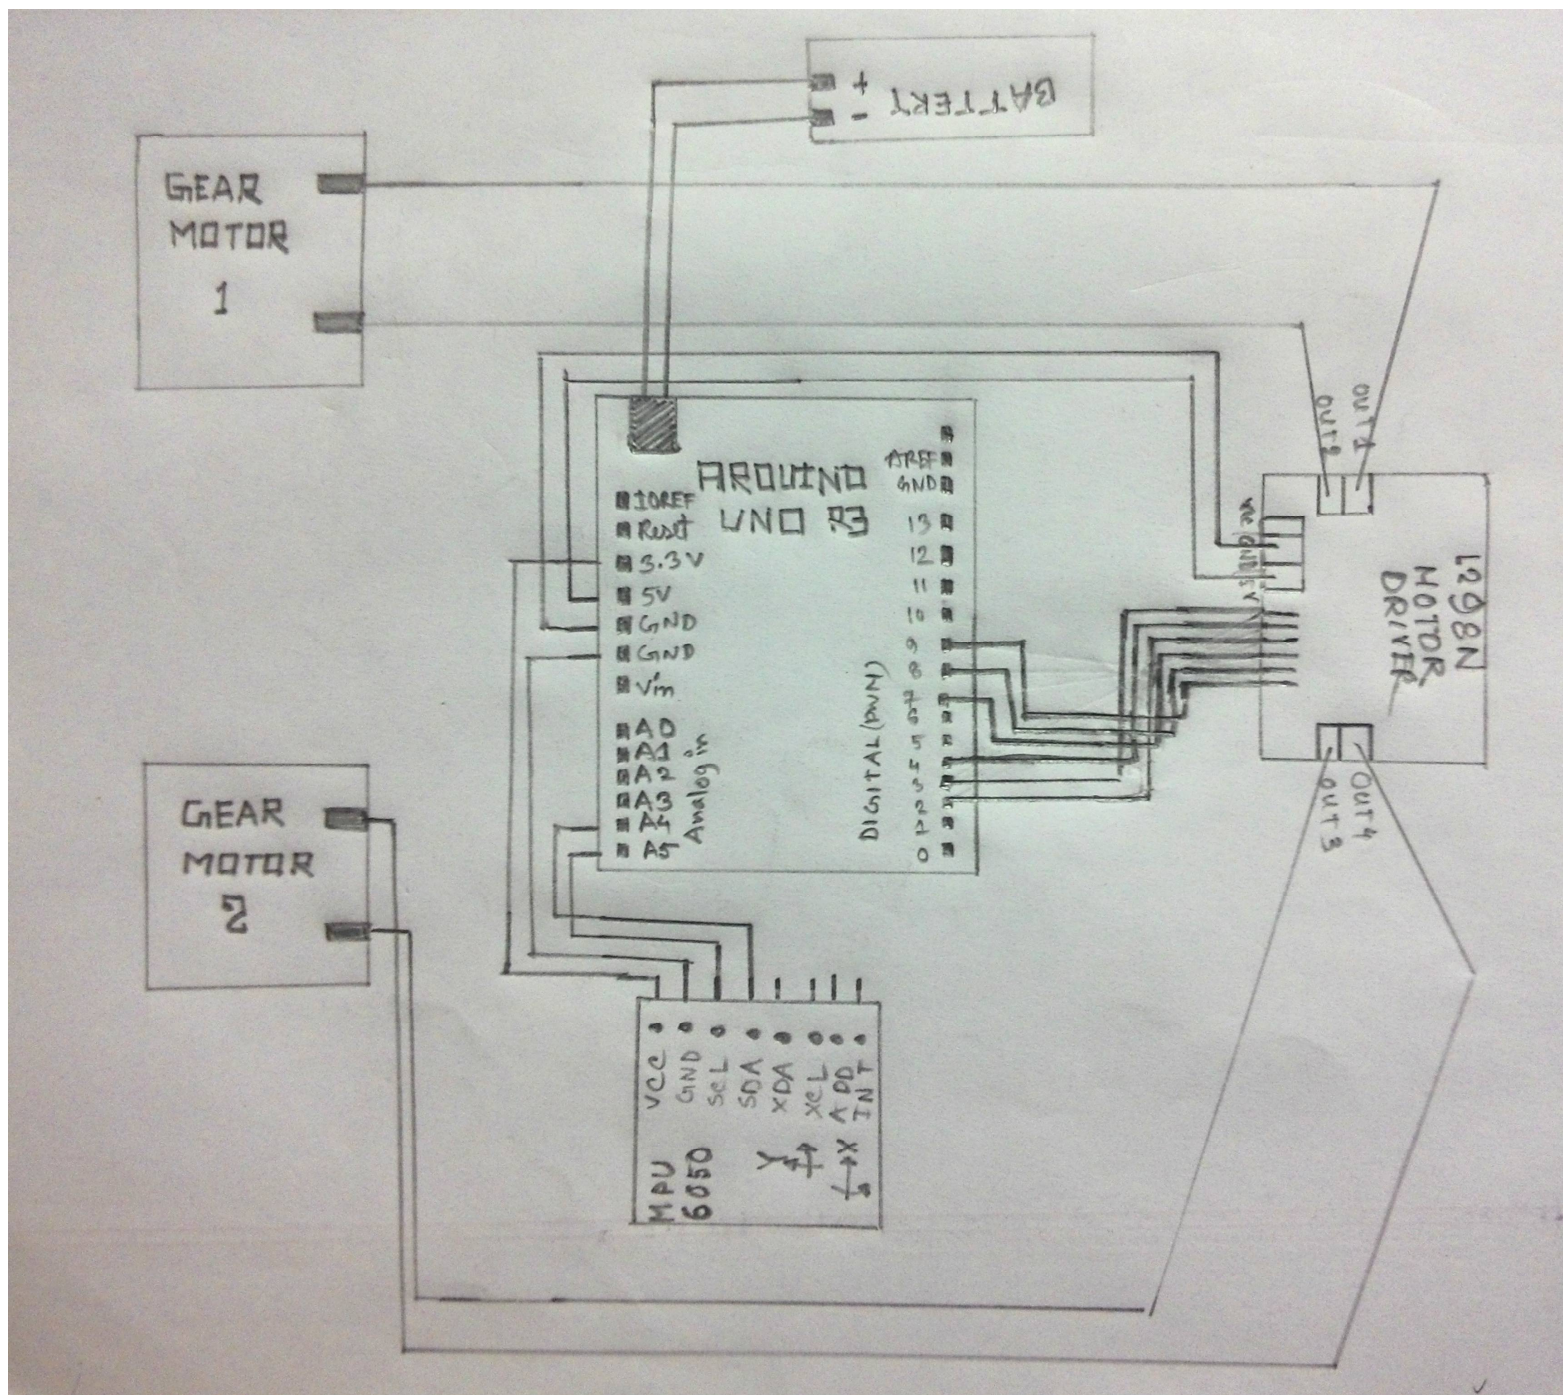 +
-
BATTERY
GEAR
MOTOR
1
ARDUINO
UNO R3
IOREF
Reset
3.3V
5V
GND
GND
Vin
A0
A1
A2
A3
A4
A5
Analog in
AREF
GND
13
12
11
10
9
8
7
6
5
4
3
2
1
0
DIGITAL (PWM)
OUT2
OUT1
GND
5V
L298N
MOTOR
DRIVER
OUT3
OUT4
GEAR
MOTOR
2
VCC
GND
SCL
SDA
XDA
XCL
ADD
INT
MPU
6050
Y
X